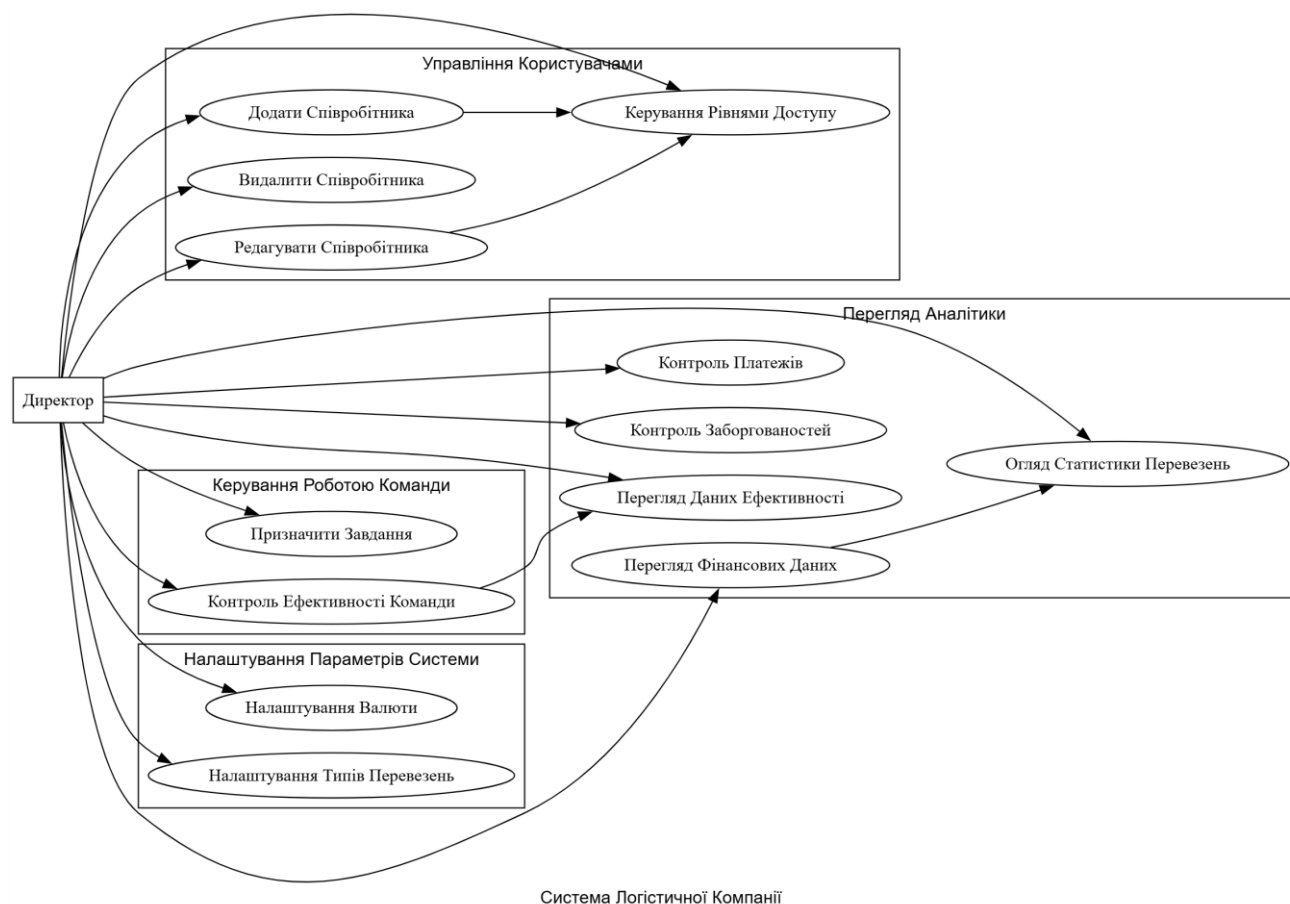 Управління Користувачами
Додати Співробітника
Керування Рівнями Доступу
Видалити Співробітника
Редагувати Співробітника
Перегляд Аналітики
Контроль Платежів
Директор
Контроль Заборгованостей
Огляд Статистики Перевезень
Керування Роботою Команди
Перегляд Даних Ефективності
Призначити Завдання
Перегляд Фінансових Даних
Контроль Ефективності Команди
Налаштування Параметрів Системи
Налаштування Валюти
Налаштування Типів Перевезень
Система Логістичної Компанії